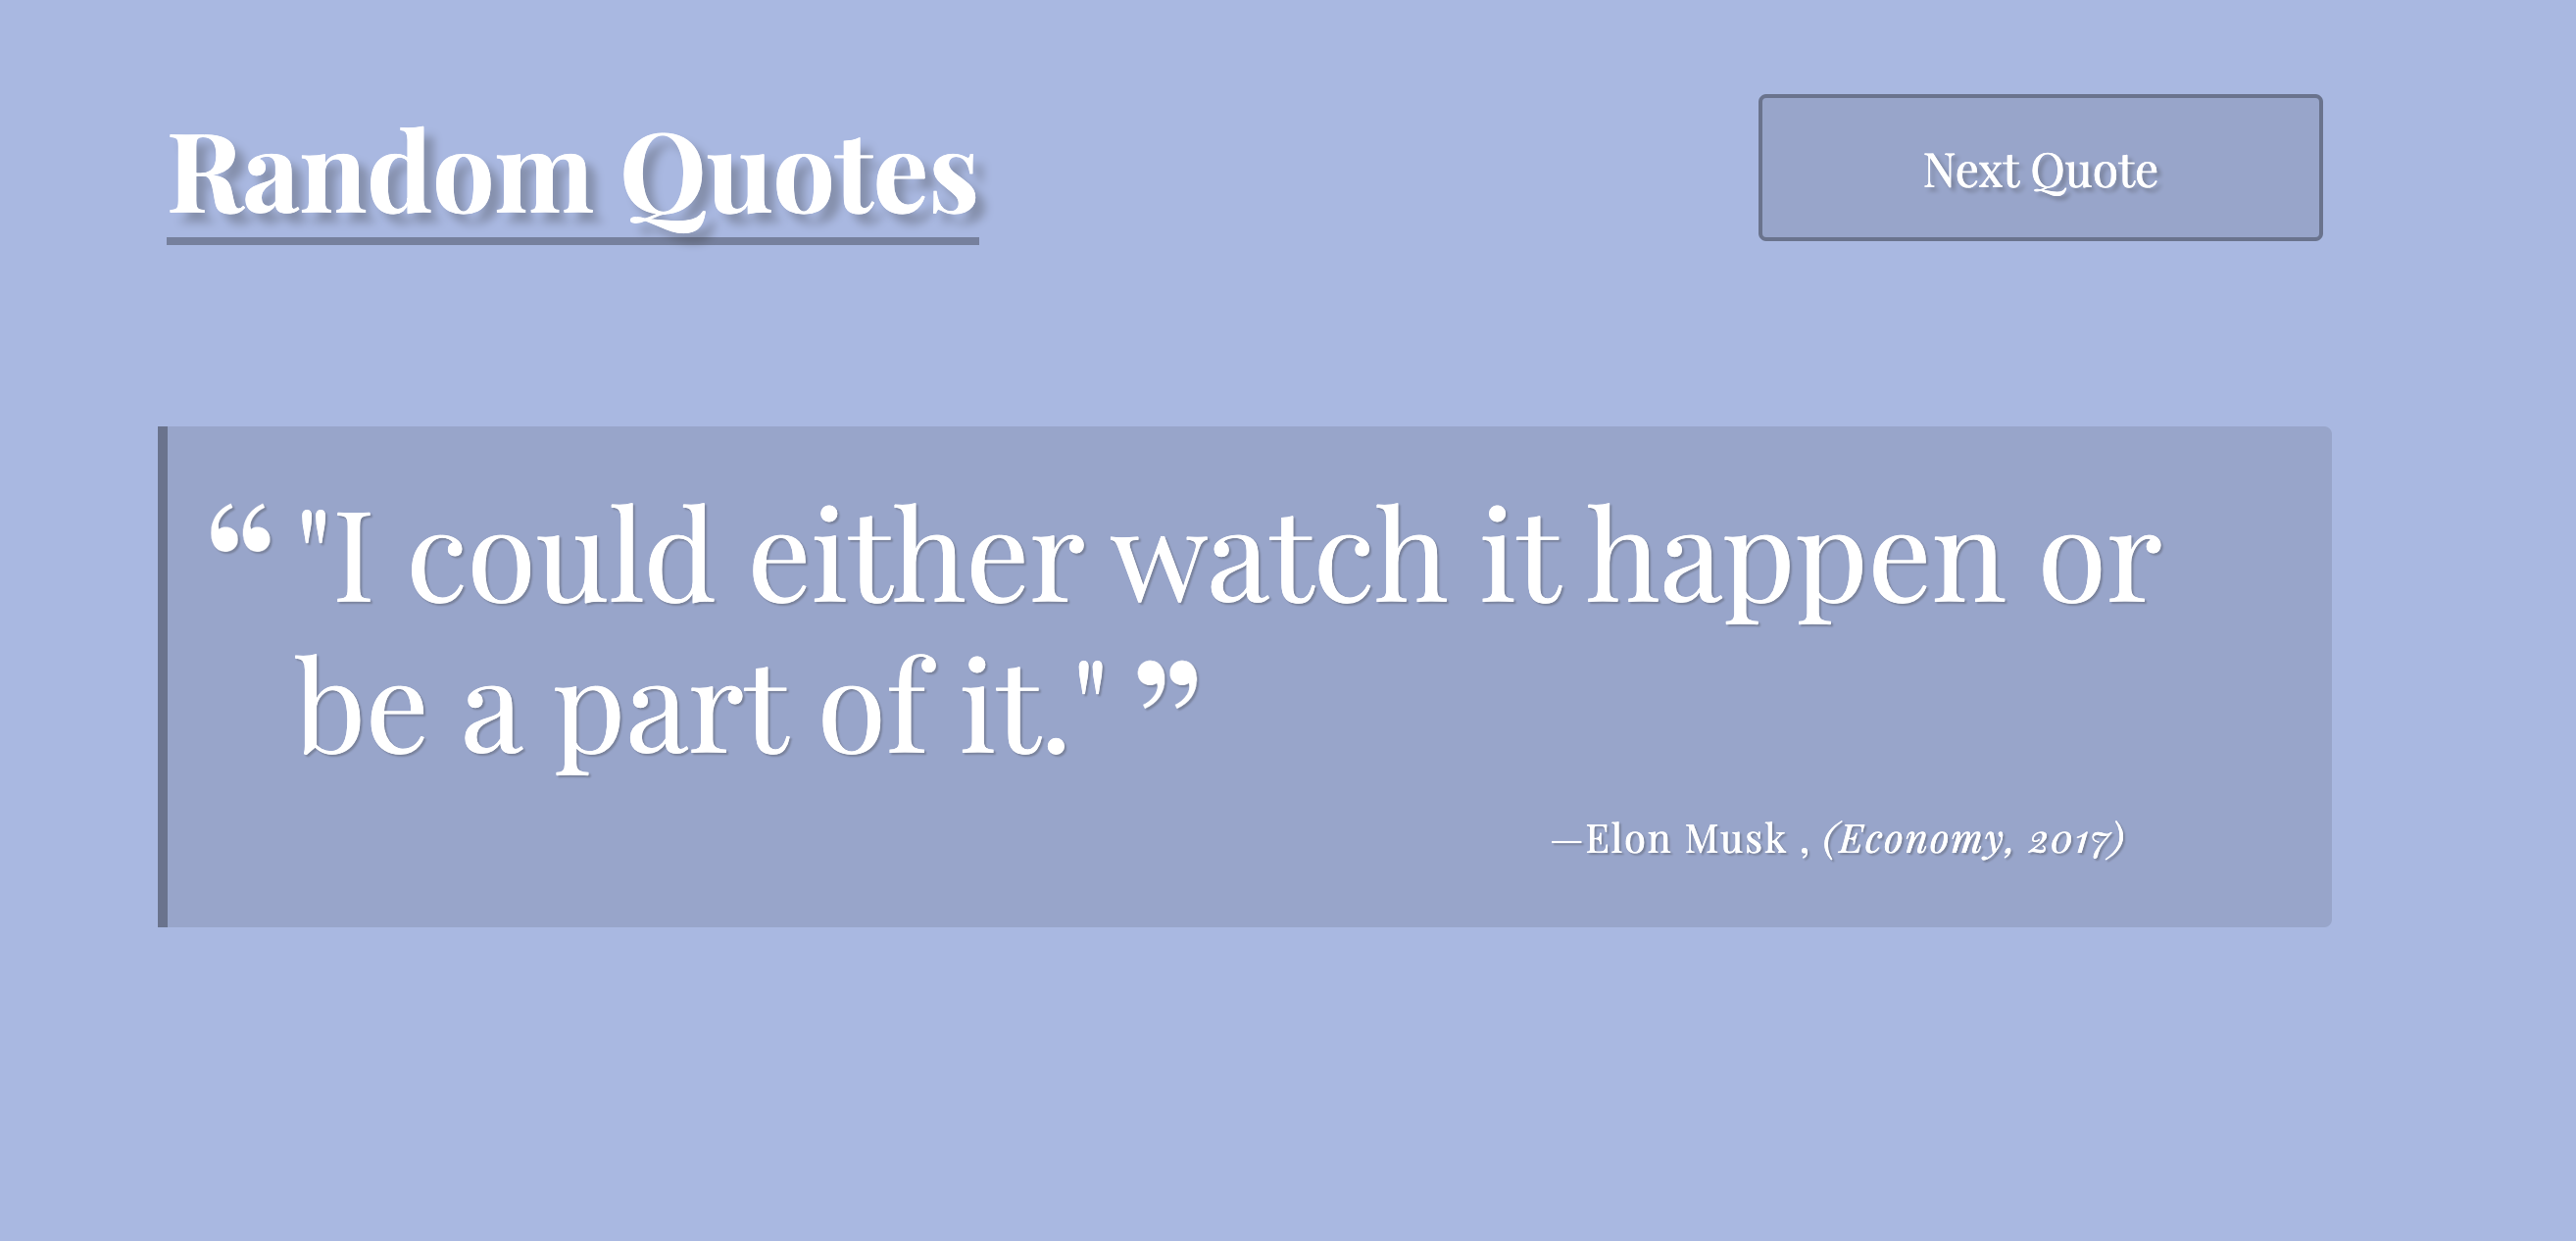 Random Quotes
Next Quote
“ "I could either watch it happen or
be a part of it." ”
—Elon Musk , (Economy, 2017)